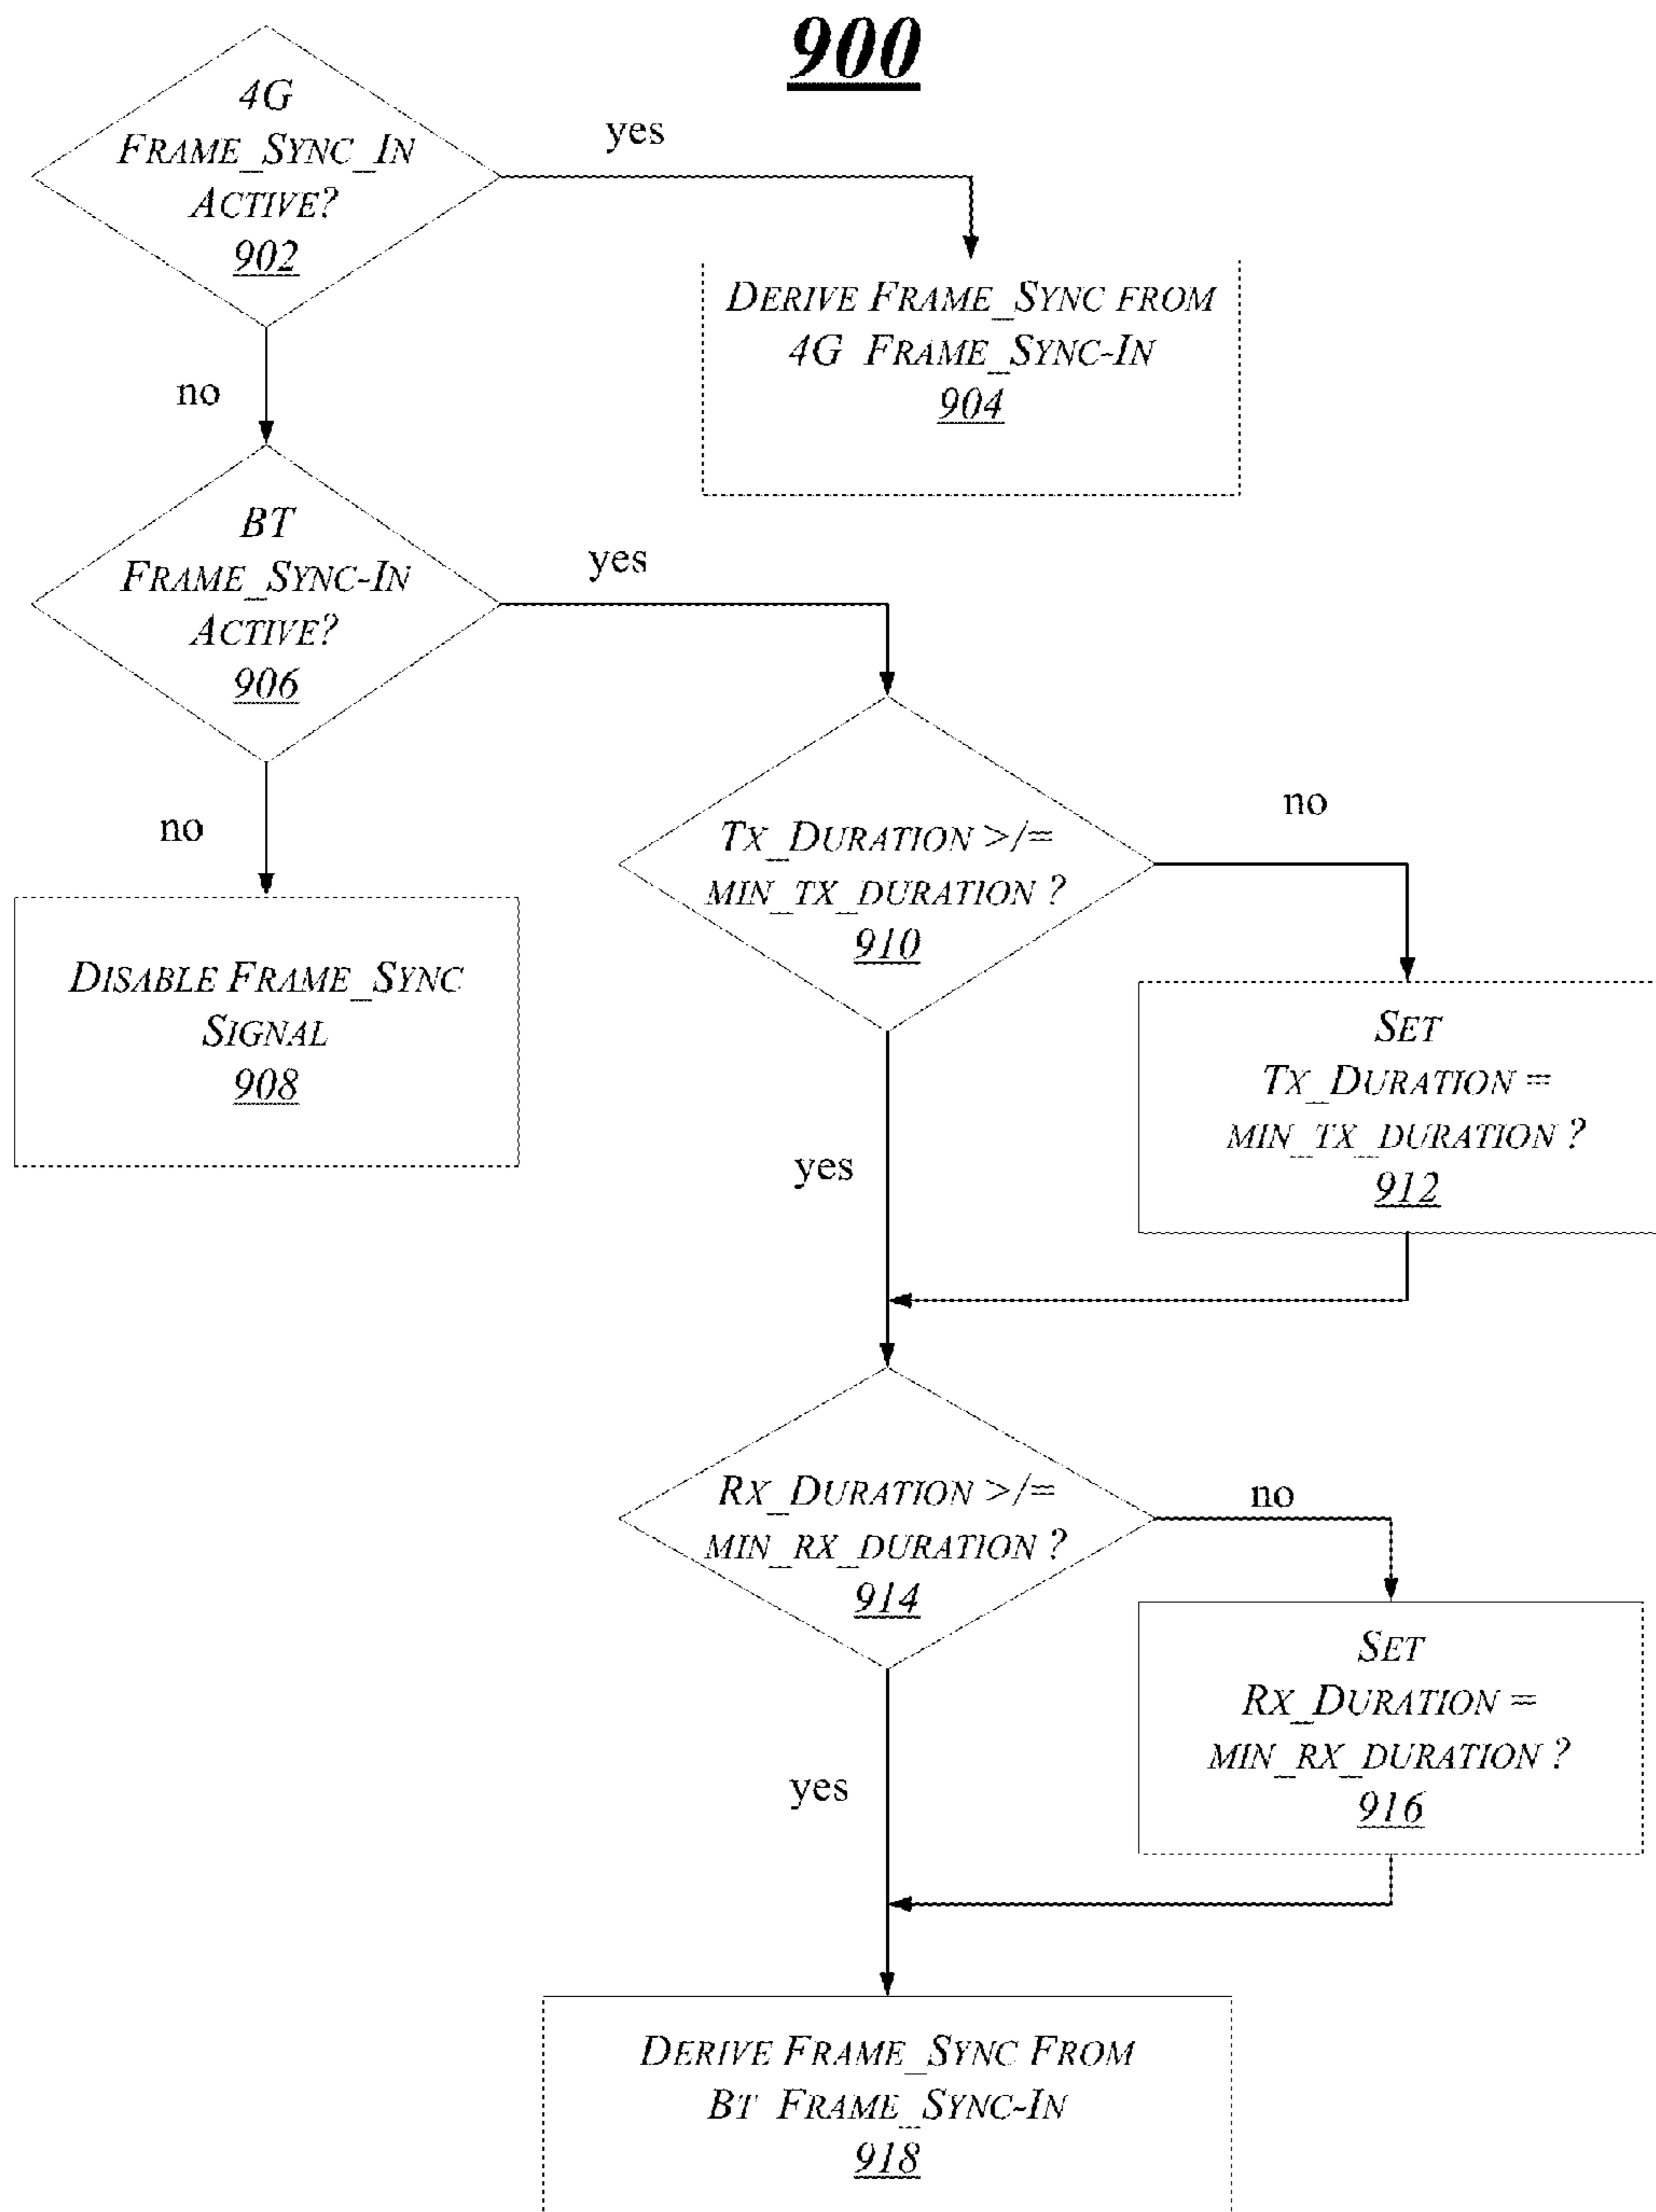 900
4G
FRAME_SYNC_IN
ACTIVE?
902
yes
DERIVE FRAME_SYNC FROM
4G FRAME_SYNC-IN
904
no
BT
FRAME_SYNC-IN
ACTIVE?
906
yes
no
DISABLE FRAME_SYNC
SIGNAL
908
TX_DURATION >/=
MIN_TX_DURATION ?
910
no
SET
TX_DURATION =
MIN_TX_DURATION ?
912
yes
RX_DURATION >/=
MIN_RX_DURATION ?
914
no
SET
RX_DURATION =
MIN_RX_DURATION ?
916
yes
DERIVE FRAME_SYNC FROM
BT FRAME_SYNC-IN
918